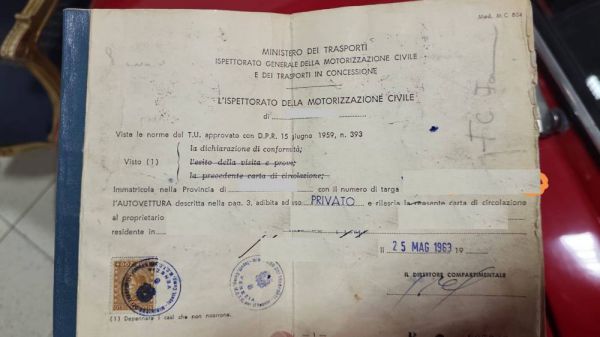 Mod. M C 804
MINISTERO DEI TRASPORTI
ISPETTORATO GENERALE DELLA MOTORIZZAZIONE CIVILE
E DEI TRASPORTI IN CONCESSIONE
L'ISPETTORATO DELLA MOTORIZZAZIONE CIVILE
di
Viste le norme del T.U. approvato con D.P.R. 15 giugno 1959, n. 393
la dichiarazione di conformità;
Visto (1) l'esito della visita e prova;
la precedente carta di circolazione;
Immatricola nella Provincia di con il numero di targa
L'AUTOVETTURA descritta nella pag. 3, adibita ad uso PRIVATO e rilascia la presente carta di circolazione
al proprietario
residente in
li 25 MAG 1963 19
IL DIRETTORE COMPARTIMENTALE
(1) Depennare i casi che non ricorrono.